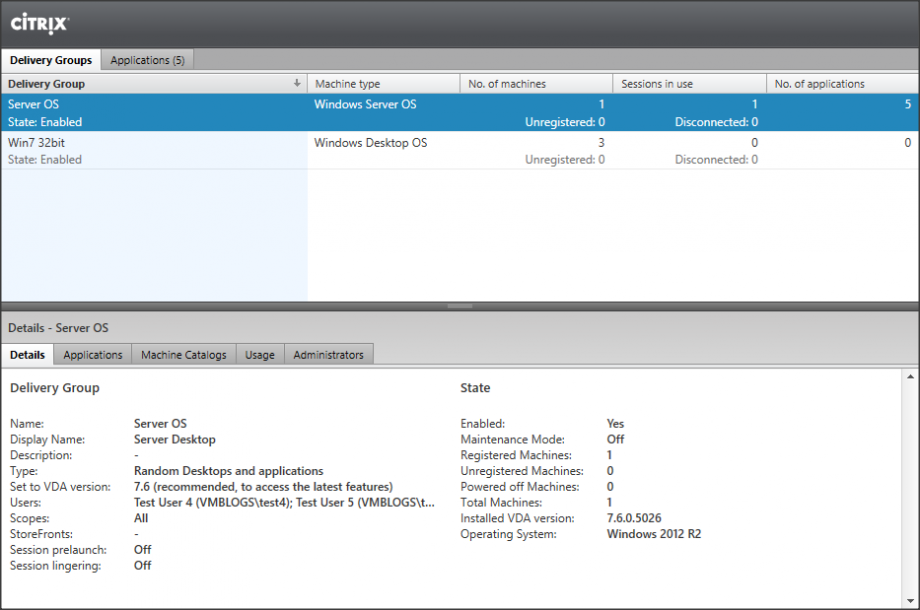 CİTRIX
Delivery Groups Applications (5)
Delivery Group Machine type No. of machines Sessions in use No. of applications
Server OS Windows Server OS 1 1 5
State: Enabled Unregistered: 0 Disconnected: 0
Win7 32bit Windows Desktop OS 3 0 0
State: Enabled Unregistered: 0 Disconnected: 0
Details - Server OS
Details Applications Machine Catalogs Usage Administrators
Delivery Group State
Name: Server OS Enabled: Yes
Display Name: Server Desktop Maintenance Mode: Off
Description: - Registered Machines: 1
Type: Random Desktops and applications Unregistered Machines: 0
Set to VDA version: 7.6 (recommended, to access the latest features) Powered off Machines: 0
Users: Test User 4 (VMBLOGS\test4); Test User 5 (VMBLOGS\t... Total Machines: 1
Scopes: All Installed VDA version: 7.6.0.5026
StoreFronts: - Operating System: Windows 2012 R2
Session prelaunch: Off
Session lingering: Off